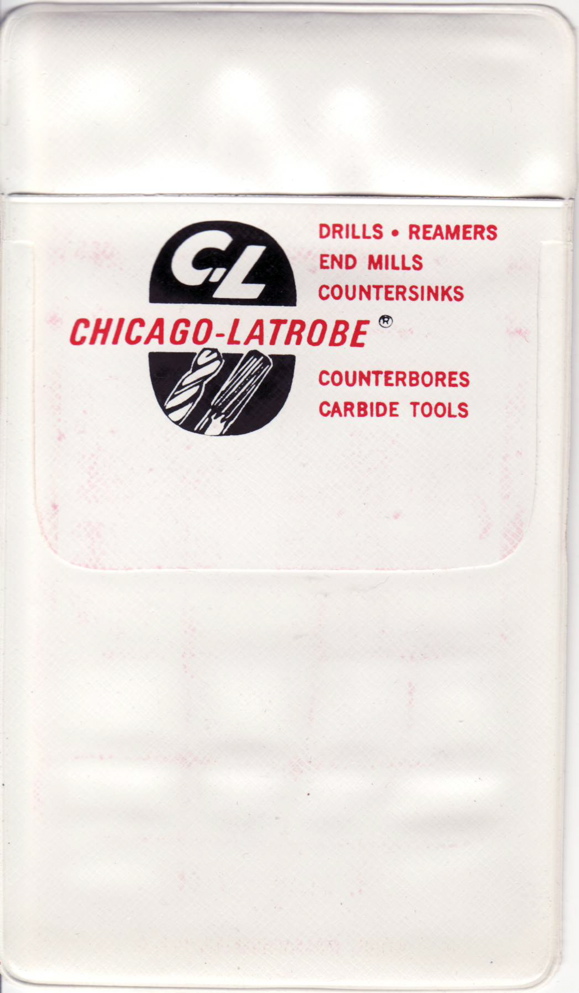 C-L
DRILLS • REAMERS
END MILLS
COUNTERSINKS
CHICAGO-LATROBE ®
COUNTERBORES
CARBIDE TOOLS